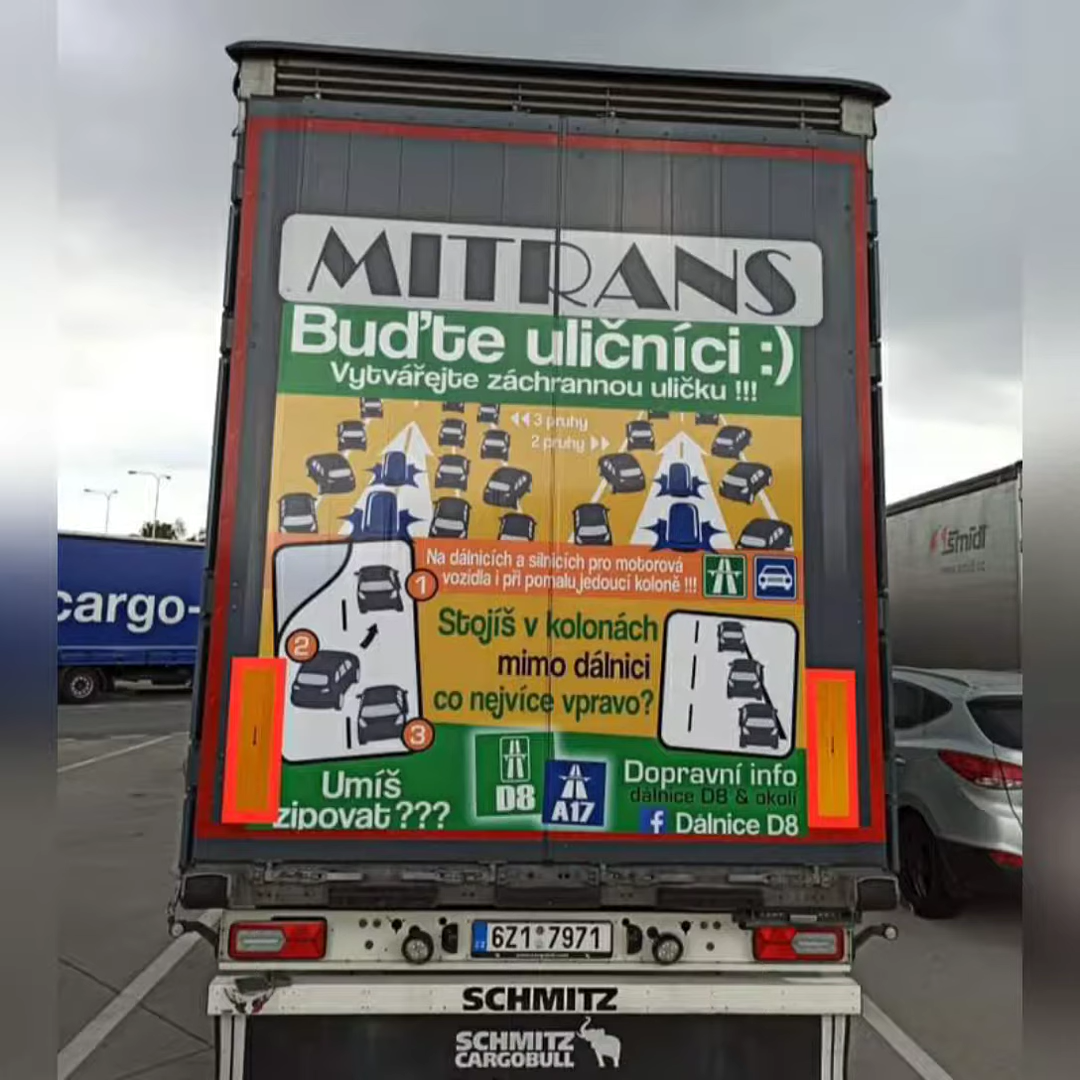 MITRANS
Buďte uličníci :)
Vytvářejte záchrannou uličku !!!
3 pruhy
2 pruhy
Na dálnicích a silnicích pro motorová
vozidla i při pomalu jedoucí koloně !!!
1
2
3
Stojíš v kolonách
mimo dálnici
co nejvíce vpravo?
Umíš
zipovat???
D8
A17
Dopravní info
dálnice D8 & okolí
f Dálnice D8
cargo-
Šmídl
6Z1 7971
SCHMITZ
SCHMITZ
CARGOBULL